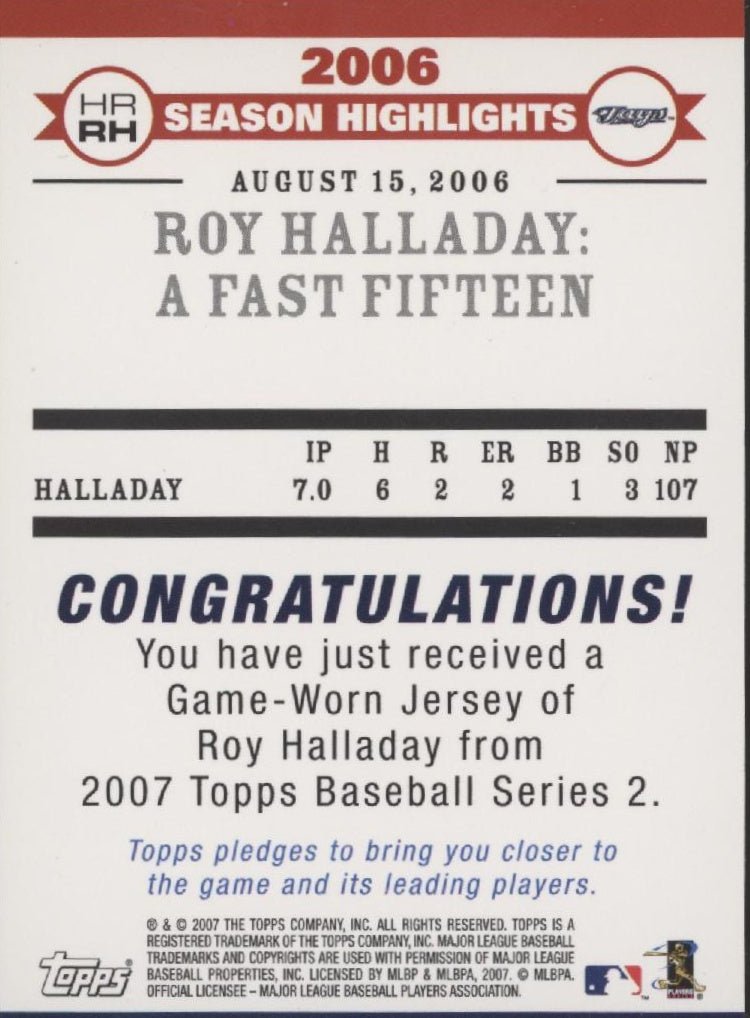 2006
HR
RH
SEASON HIGHLIGHTS
Jays
AUGUST 15, 2006
ROY HALLADAY:
A FAST FIFTEEN
IP H R ER BB SO NP
HALLADAY 7.0 6 2 2 1 3 107
CONGRATULATIONS!
You have just received a
Game-Worn Jersey of
Roy Halladay from
2007 Topps Baseball Series 2.
Topps pledges to bring you closer to
the game and its leading players.
® & © 2007 THE TOPPS COMPANY, INC. ALL RIGHTS RESERVED. TOPPS IS A
REGISTERED TRADEMARK OF THE TOPPS COMPANY, INC. MAJOR LEAGUE BASEBALL
TRADEMARKS AND COPYRIGHTS ARE USED WITH PERMISSION OF MAJOR LEAGUE
BASEBALL PROPERTIES, INC. LICENSED BY MLBP & MLBPA, 2007. © MLBPA.
OFFICIAL LICENSEE – MAJOR LEAGUE BASEBALL PLAYERS ASSOCIATION.
Topps®
PLAYERS